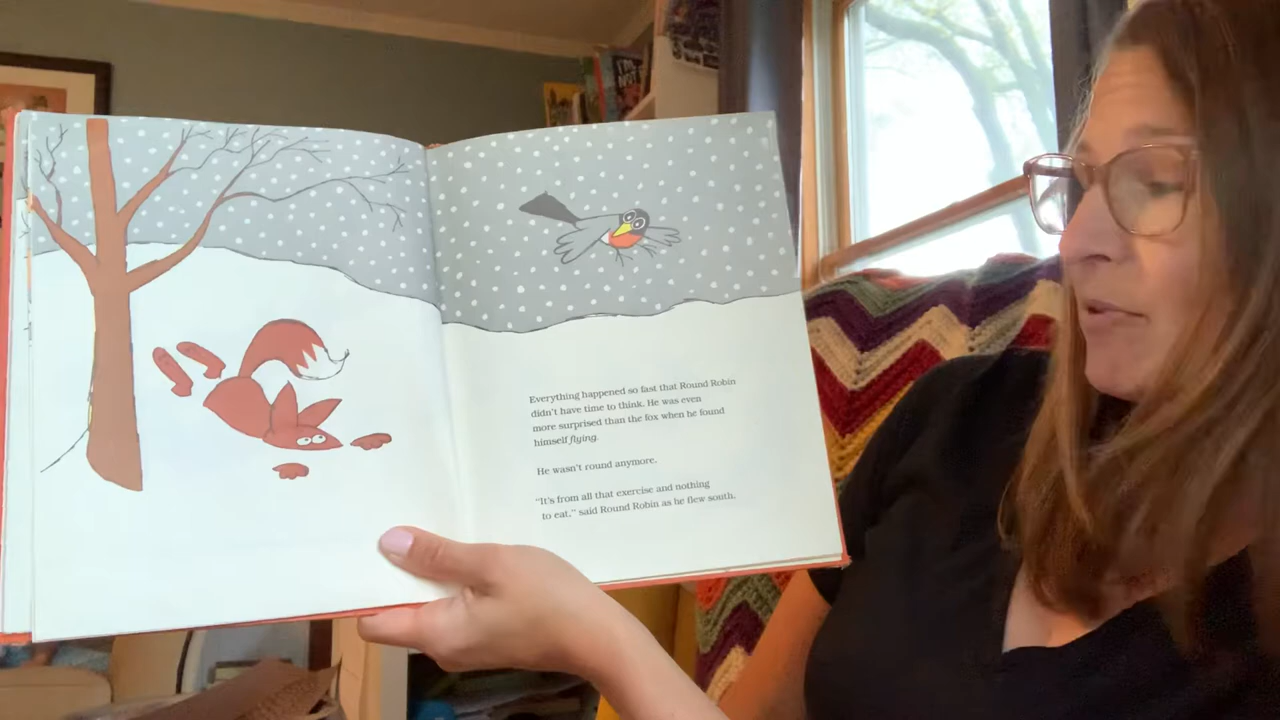 I'M
NOT
Everything happened so fast that Round Robin
didn't have time to think. He was even
more surprised than the fox when he found
himself flying.
He wasn't round anymore.
"It's from all that exercise and nothing
to eat," said Round Robin as he flew south.